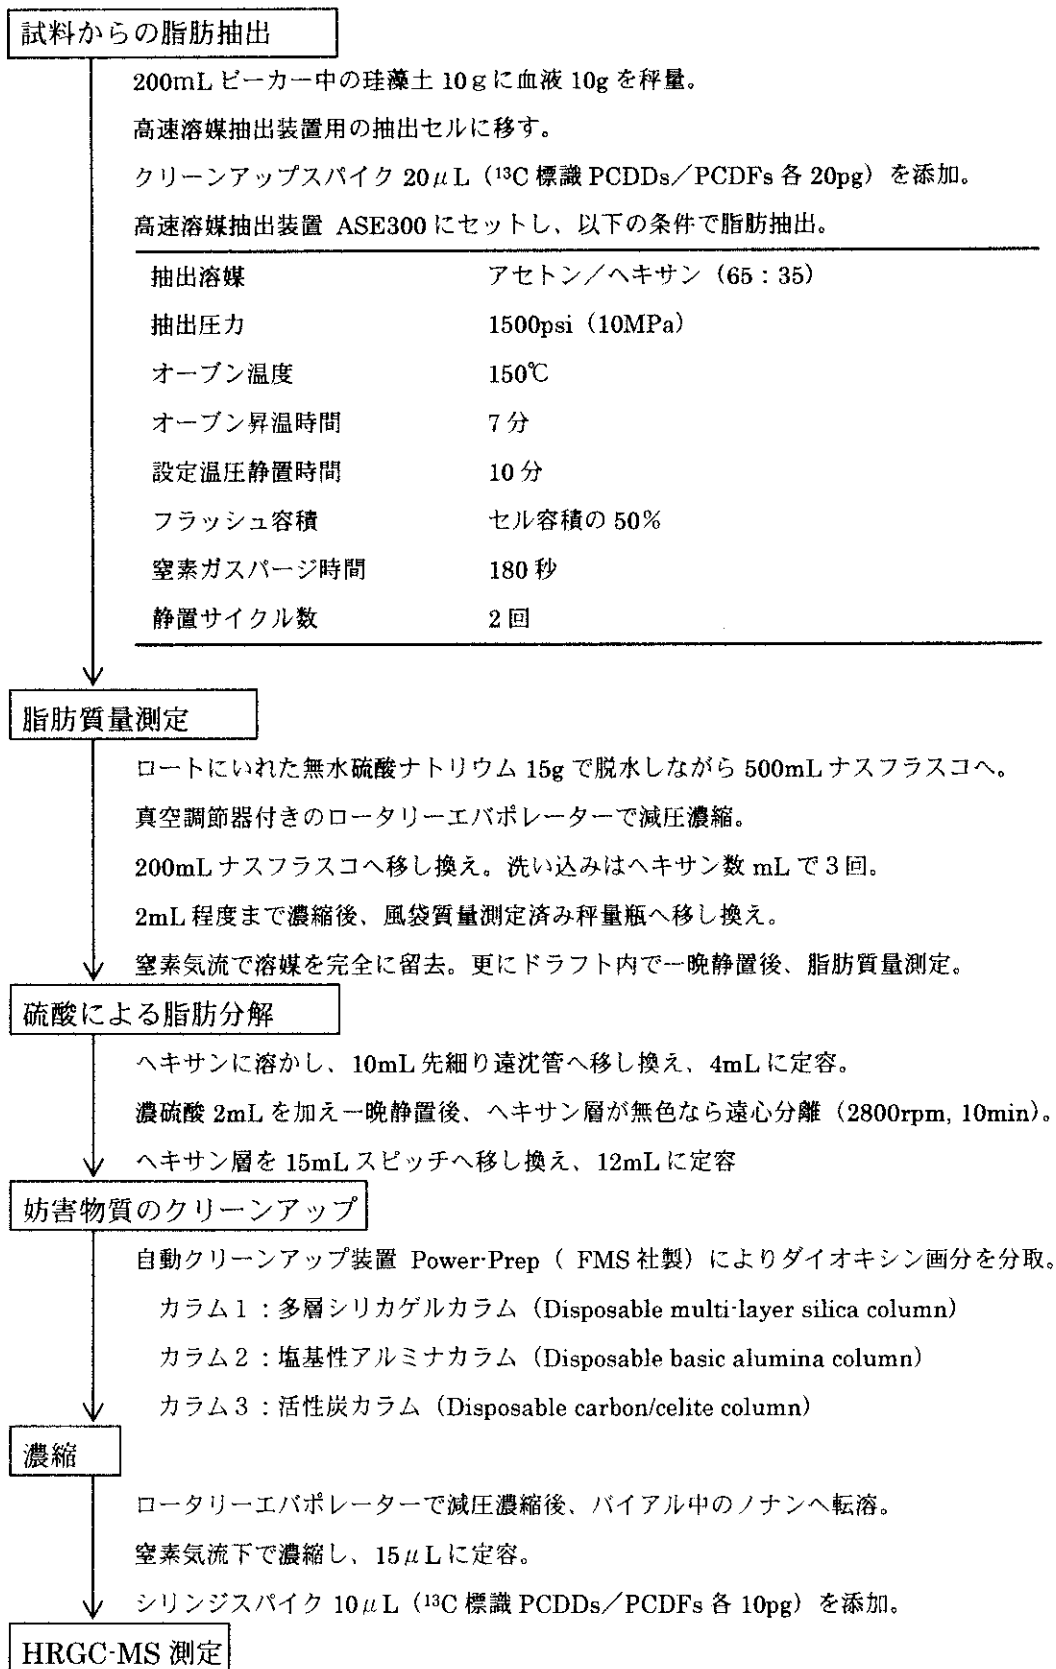 試料からの脂肪抽出
200mL ビーカー中の珪藻土 10ｇに血液 10g を秤量。
高速溶媒抽出装置用の抽出セルに移す。
クリーンアップスパイク 20μL（¹³C 標識 PCDDs／PCDFs 各 20pg）を添加。
高速溶媒抽出装置 ASE300 にセットし、以下の条件で脂肪抽出。
抽出溶媒 アセトン／ヘキサン（65：35）
抽出圧力 1500psi（10MPa）
オーブン温度 150℃
オーブン昇温時間 7 分
設定温圧静置時間 10 分
フラッシュ容積 セル容積の 50%
窒素ガスパージ時間 180 秒
静置サイクル数 2 回
脂肪質量測定
ロートにいれた無水硫酸ナトリウム 15g で脱水しながら 500mL ナスフラスコへ。
真空調節器付きのロータリーエバポレーターで減圧濃縮。
200mL ナスフラスコへ移し換え。洗い込みはヘキサン数 mL で３回。
2mL 程度まで濃縮後、風袋質量測定済み秤量瓶へ移し換え。
窒素気流で溶媒を完全に留去。更にドラフト内で一晩静置後、脂肪質量測定。
硫酸による脂肪分解
ヘキサンに溶かし、10mL 先細り遠沈管へ移し換え、4mL に定容。
濃硫酸 2mL を加え一晩静置後、ヘキサン層が無色なら遠心分離（2800rpm, 10min）。
ヘキサン層を 15mL スピッチへ移し換え、12mL に定容
妨害物質のクリーンアップ
自動クリーンアップ装置 Power-Prep（ FMS 社製）によりダイオキシン画分を分取。
カラム１：多層シリカゲルカラム（Disposable multi-layer silica column）
カラム２：塩基性アルミナカラム（Disposable basic alumina column）
カラム３：活性炭カラム（Disposable carbon/celite column）
濃縮
ロータリーエバポレーターで減圧濃縮後、バイアル中のノナンへ転溶。
窒素気流下で濃縮し、15μL に定容。
シリンジスパイク 10μL（¹³C 標識 PCDDs／PCDFs 各 10pg）を添加。
HRGC-MS 測定